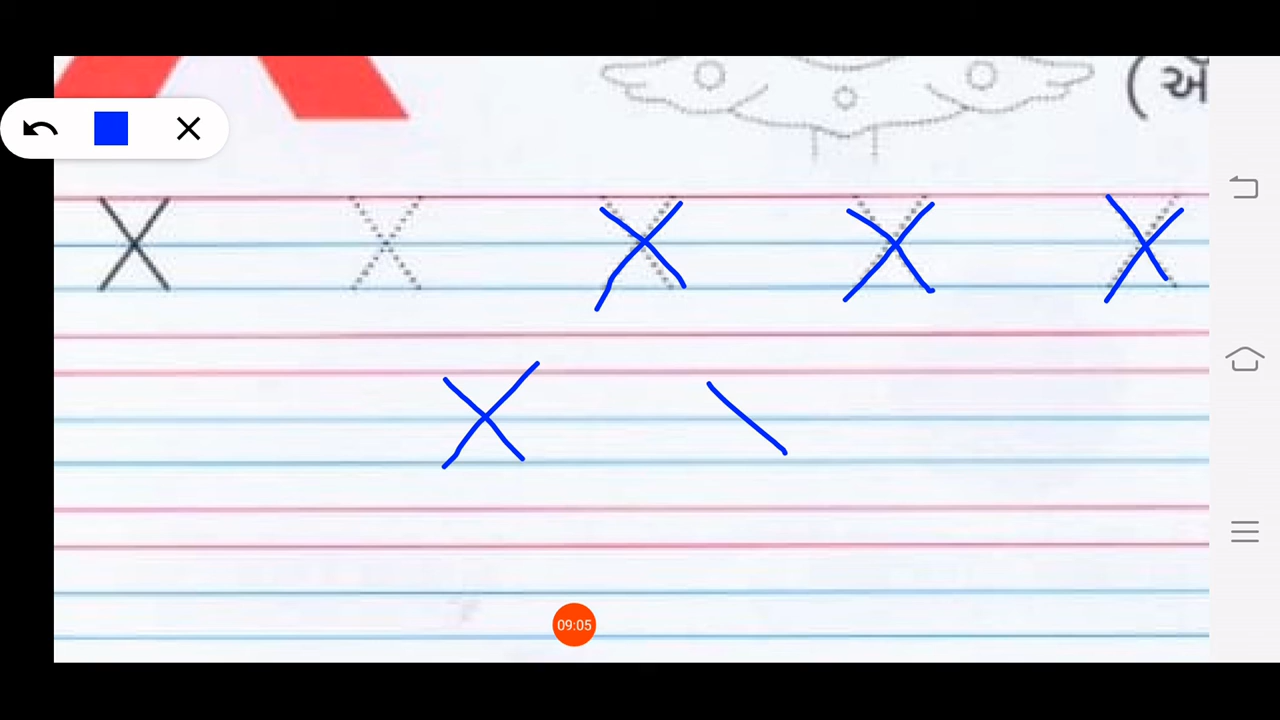 (ઍ
X X X X X
X \
09:05